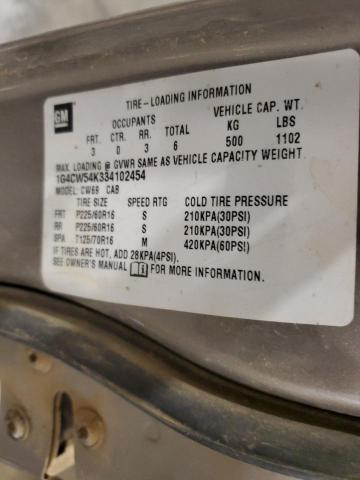 GM
TIRE-LOADING INFORMATION
OCCUPANTS VEHICLE CAP. WT.
FRT. CTR. RR. TOTAL KG LBS
3 0 3 6 500 1102
MAX. LOADING @ GVWR SAME AS VEHICLE CAPACITY WEIGHT
1G4CW54K334102454
MODEL: CW69 CAB
TIRE SIZE SPEED RTG COLD TIRE PRESSURE
FRT P225/60R16 S 210KPA(30PSI)
RR P225/60R16 S 210KPA(30PSI)
SPA T125/70R16 M 420KPA(60PSI)
IF TIRES ARE HOT, ADD 28KPA(4PSI).
SEE OWNER'S MANUAL FOR MORE INFORMATION.